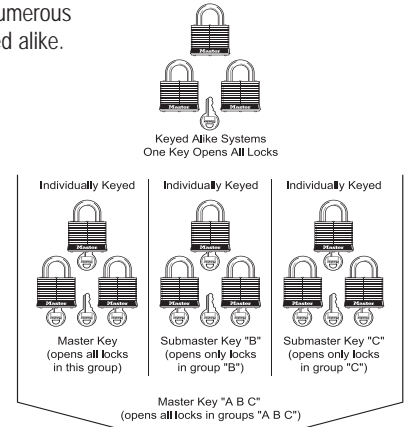 umerous
ed alike.
Master
Master Master
Keyed Alike Systems
One Key Opens All Locks
Individually Keyed Individually Keyed Individually Keyed
Master Master Master
Master Master Master Master Master Master
Master Key
(opens all locks
in this group)
Submaster Key "B"
(opens only locks
in group "B")
Submaster Key "C"
(opens only locks
in group "C")
Master Key "A B C"
(opens all locks in groups "A B C")